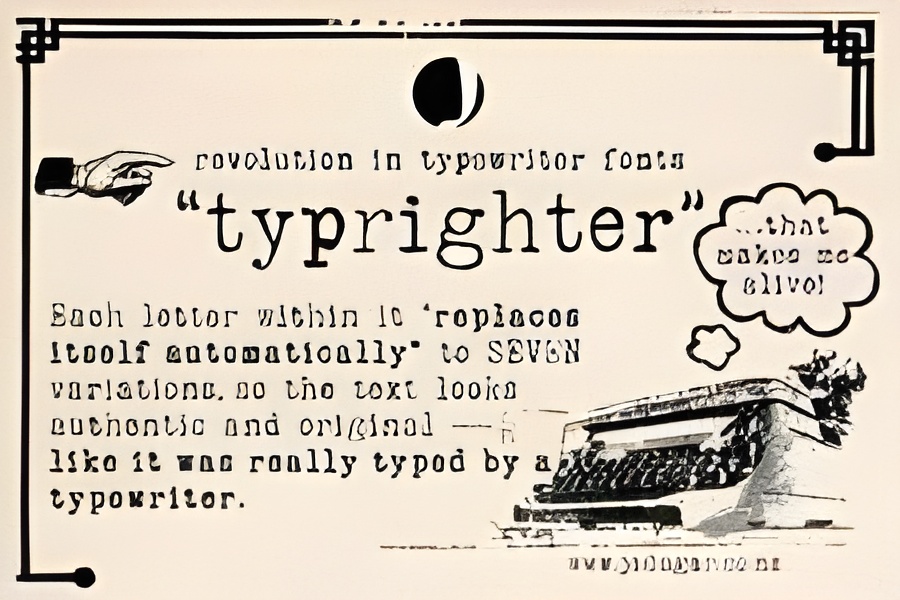 revolution in typewriter fonts
“typrighter”
...that
makes me
alive!
Each letter within it "replaces
itself automatically" to SEVEN
variations, so the text looks
authentic and original —
like it was really typed by a
typewriter.